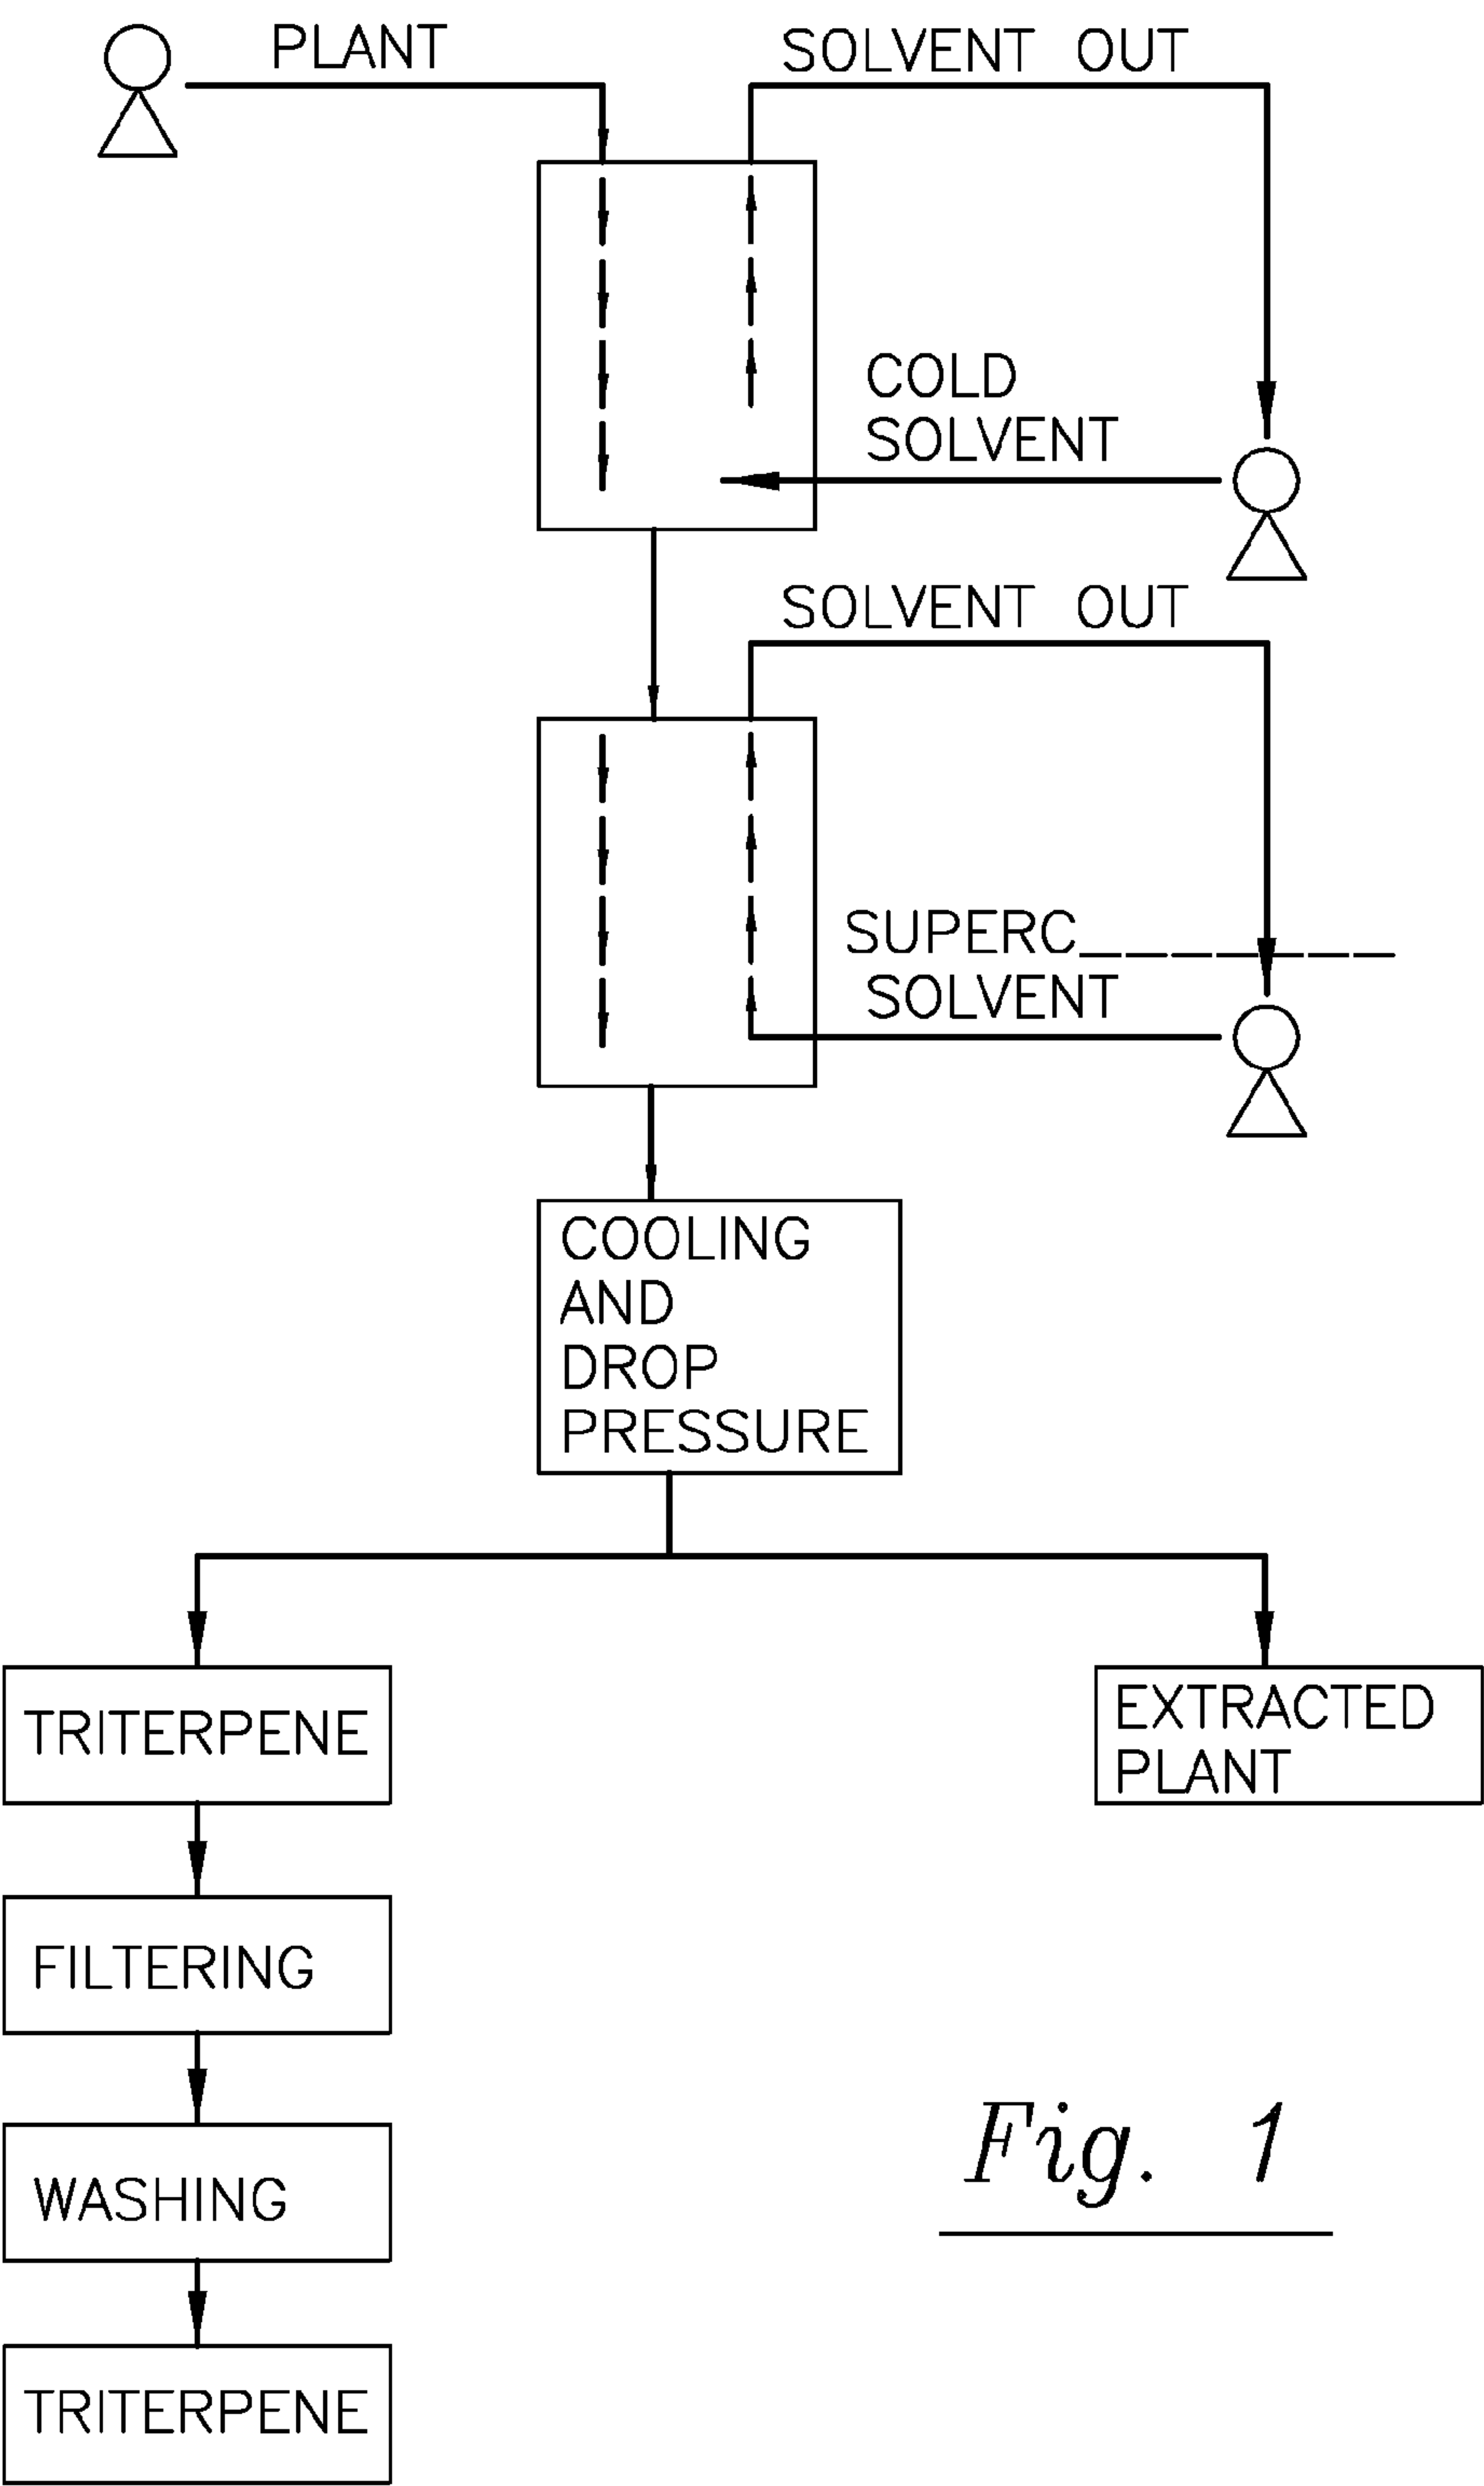 PLANT
SOLVENT OUT
COLD
SOLVENT
SOLVENT OUT
SUPERC_______
SOLVENT
COOLING
AND
DROP
PRESSURE
TRITERPENE
EXTRACTED
PLANT
FILTERING
WASHING
TRITERPENE
Fig. 1